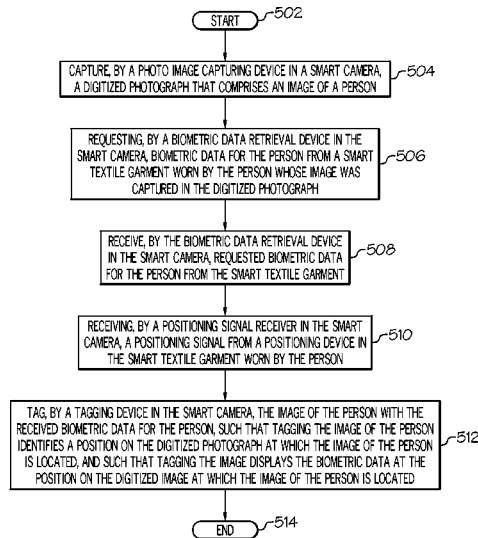 START
502
CAPTURE, BY A PHOTO IMAGE CAPTURING DEVICE IN A SMART CAMERA,
A DIGITIZED PHOTOGRAPH THAT COMPRISES AN IMAGE OF A PERSON
504
REQUESTING, BY A BIOMETRIC DATA RETRIEVAL DEVICE IN THE
SMART CAMERA, BIOMETRIC DATA FOR THE PERSON FROM A SMART
TEXTILE GARMENT WORN BY THE PERSON WHOSE IMAGE WAS
CAPTURED IN THE DIGITIZED PHOTOGRAPH
506
RECEIVE, BY THE BIOMETRIC DATA RETRIEVAL DEVICE
IN THE SMART CAMERA, REQUESTED BIOMETRIC DATA
FOR THE PERSON FROM THE SMART TEXTILE GARMENT
508
RECEIVING, BY A POSITIONING SIGNAL RECEIVER IN THE SMART
CAMERA, A POSITIONING SIGNAL FROM A POSITIONING DEVICE IN
THE SMART TEXTILE GARMENT WORN BY THE PERSON
510
TAG, BY A TAGGING DEVICE IN THE SMART CAMERA, THE IMAGE OF THE PERSON WITH THE
RECEIVED BIOMETRIC DATA FOR THE PERSON, SUCH THAT TAGGING THE IMAGE OF THE PERSON
IDENTIFIES A POSITION ON THE DIGITIZED PHOTOGRAPH AT WHICH THE IMAGE OF THE PERSON
IS LOCATED, AND SUCH THAT TAGGING THE IMAGE DISPLAYS THE BIOMETRIC DATA AT THE
POSITION ON THE DIGITIZED IMAGE AT WHICH THE IMAGE OF THE PERSON IS LOCATED
512
END
514